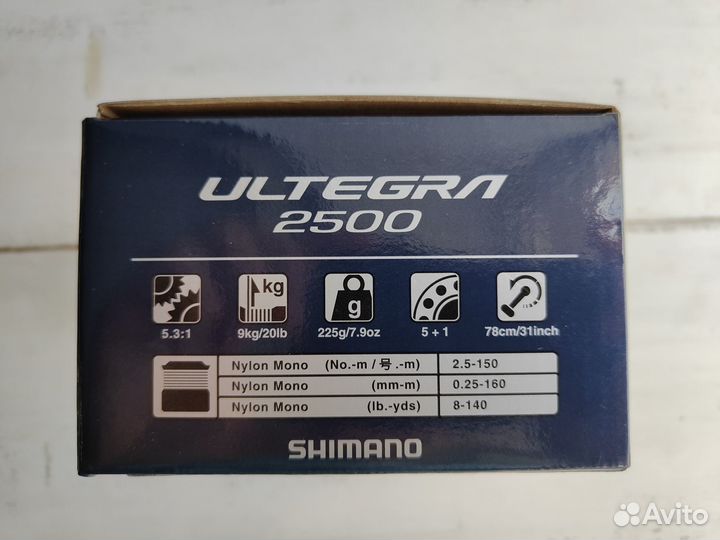 ULTEGRA
2500
kg
g
5.3:1 9kg/20lb 225g/7.9oz 5 + 1 78cm/31inch
Nylon Mono (No.-m / 号.-m) 2.5-150
Nylon Mono (mm-m) 0.25-160
Nylon Mono (lb.-yds) 8-140
SHIMANO
Avito